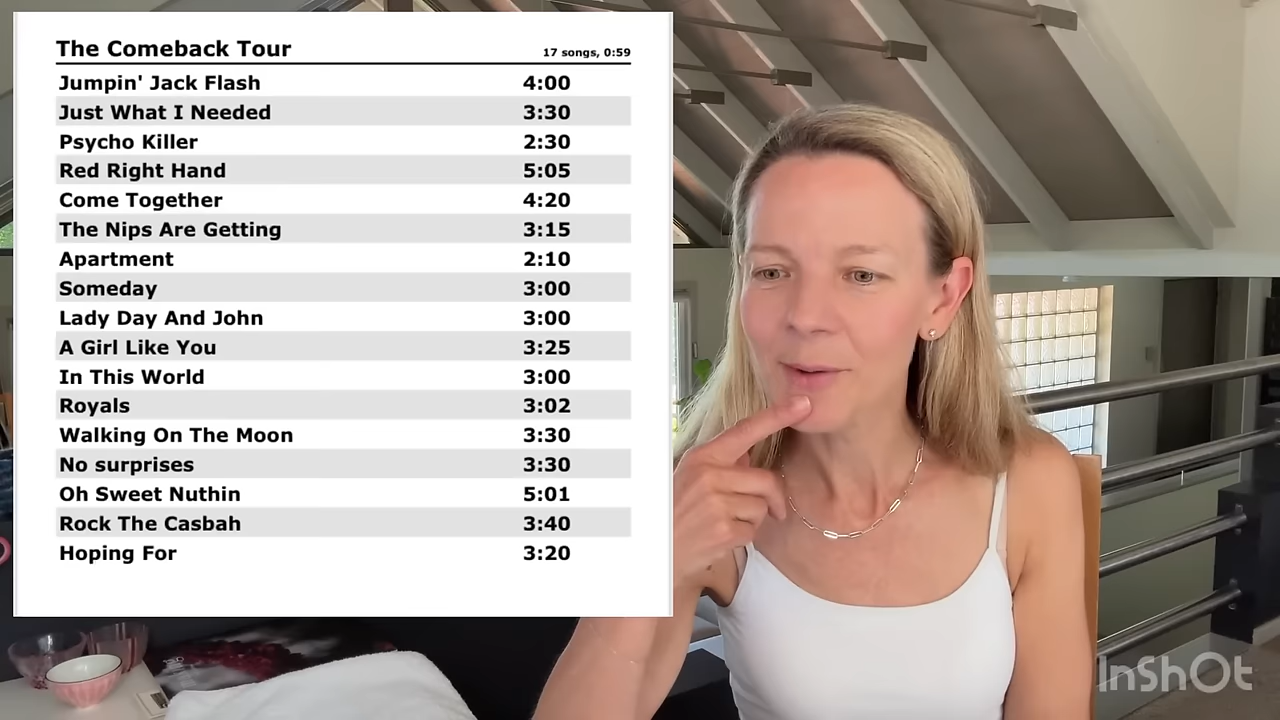 The Comeback Tour 17 songs, 0:59
Jumpin' Jack Flash 4:00
Just What I Needed 3:30
Psycho Killer 2:30
Red Right Hand 5:05
Come Together 4:20
The Nips Are Getting 3:15
Apartment 2:10
Someday 3:00
Lady Day And John 3:00
A Girl Like You 3:25
In This World 3:00
Royals 3:02
Walking On The Moon 3:30
No surprises 3:30
Oh Sweet Nuthin 5:01
Rock The Casbah 3:40
Hoping For 3:20
InShOt